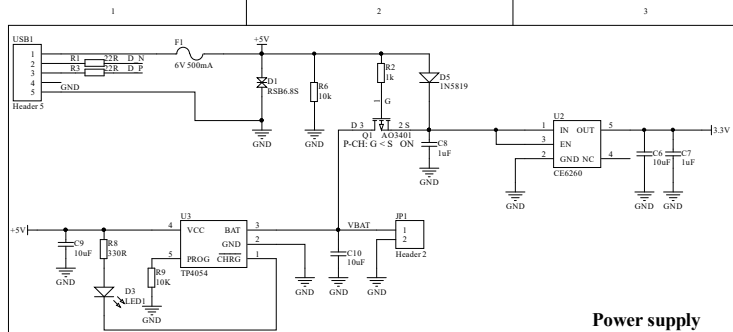 1 2 3
USB1
1
2
3
4
5
Header 5
R1 22R D_N
R3 22R D_P
GND
F1
6V 500mA
+5V
D1
RSB6.8S
GND
R6
10k
GND
R2
1k
1 G
D5
1N5819
D 3 2 S
Q1 AO3401
P-CH: G < S ON
C8
1uF
GND
U2
1 IN OUT 5
3 EN
2 GND NC 4
CE6260
GND
3.3V
C6
10uF
GND
C7
1uF
GND
+5V
C9
10uF
GND
R8
330R
D3
LED1
U3
4 VCC BAT 3
GND 2
5 PROG CHRG 1
TP4054
R9
10K
GND
GND
VBAT
C10
10uF
GND
JP1
1
2
Header 2
GND
Power supply